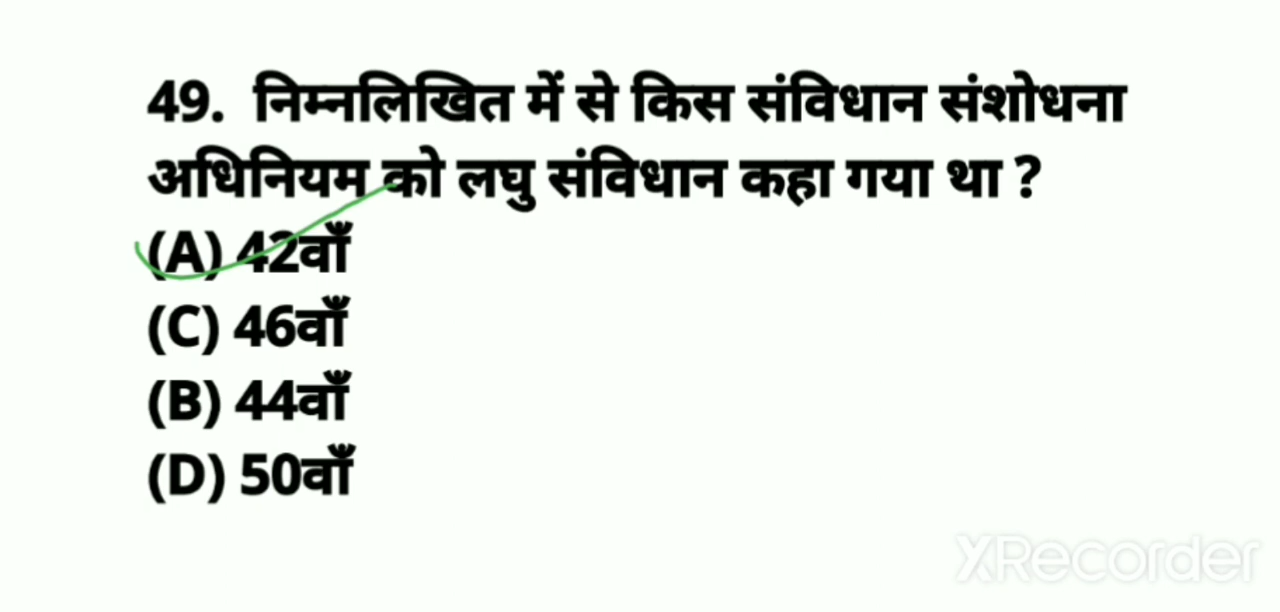 49. निम्नलिखित में से किस संविधान संशोधना
अधिनियम को लघु संविधान कहा गया था ?
(A) 42वाँ
(C) 46वाँ
(B) 44वाँ
(D) 50वाँ
XRecorder